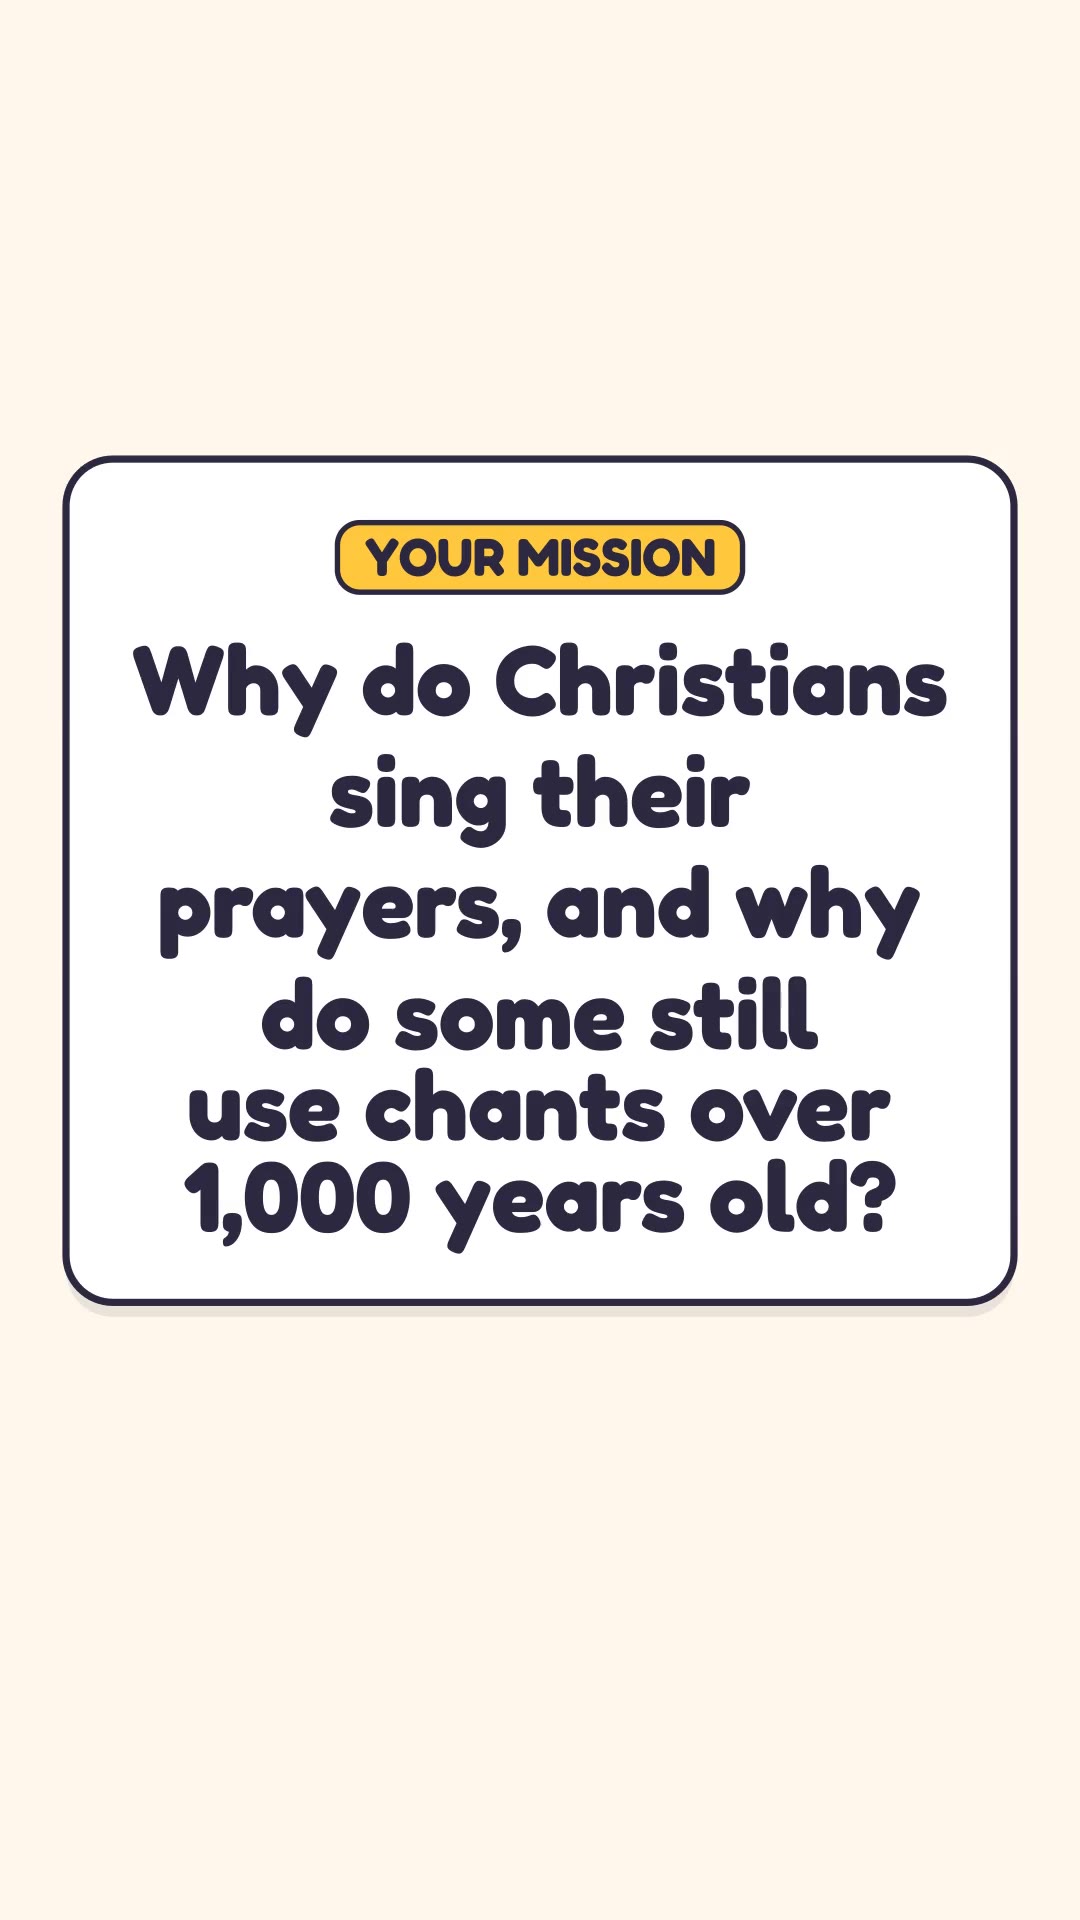 YOUR MISSION
Why do Christians
sing their
prayers, and why
do some still
use chants over
1,000 years old?